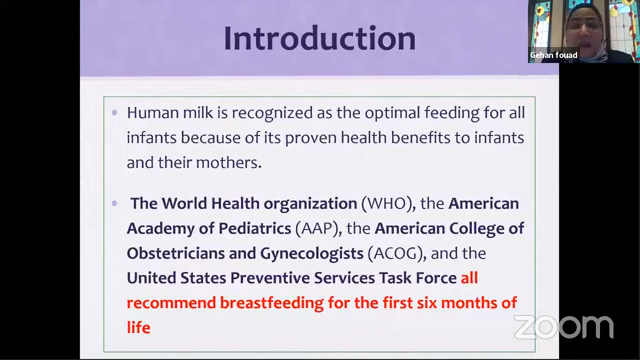 Introduction
Gehan fouad
• Human milk is recognized as the optimal feeding for all
infants because of its proven health benefits to infants
and their mothers.
• The World Health organization (WHO), the American
Academy of Pediatrics (AAP), the American College of
Obstetricians and Gynecologists (ACOG), and the
United States Preventive Services Task Force all
recommend breastfeeding for the first six months of
life
zoom